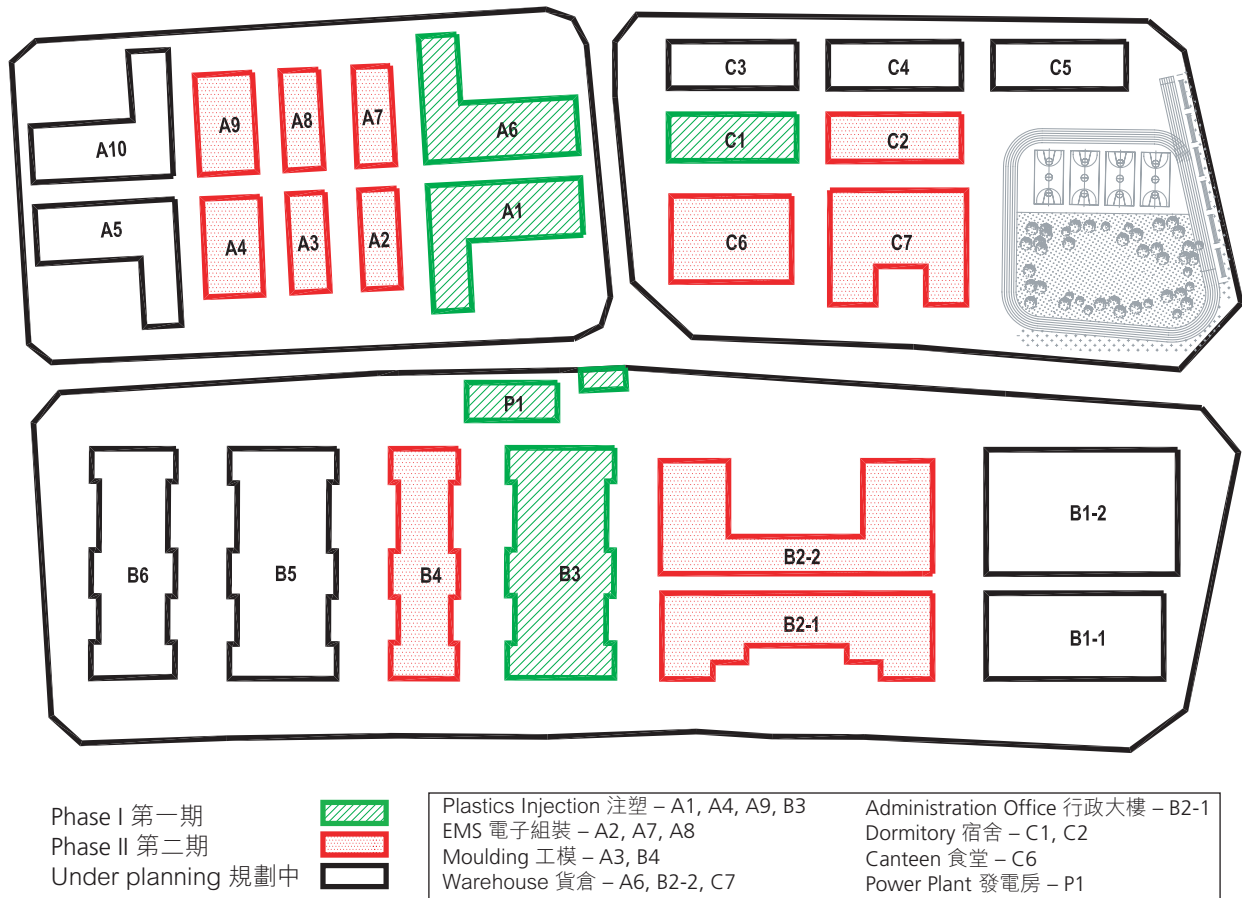 A10
A9
A8
A7
A6
A5
A4
A3
A2
A1
C3
C4
C5
C1
C2
C6
C7
P1
B6
B5
B4
B3
B2-2
B2-1
B1-2
B1-1
Phase I 第一期
Phase II 第二期
Under planning 規劃中
Plastics Injection 注塑 – A1, A4, A9, B3
EMS 電子組裝 – A2, A7, A8
Moulding 工模 – A3, B4
Warehouse 貨倉 – A6, B2-2, C7
Administration Office 行政大樓 – B2-1
Dormitory 宿舍 – C1, C2
Canteen 食堂 – C6
Power Plant 發電房 – P1